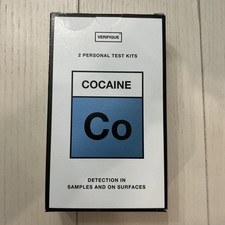 VERIFIQUE
2 PERSONAL TEST KITS
COCAINE
Co
DETECTION IN
SAMPLES AND ON SURFACES